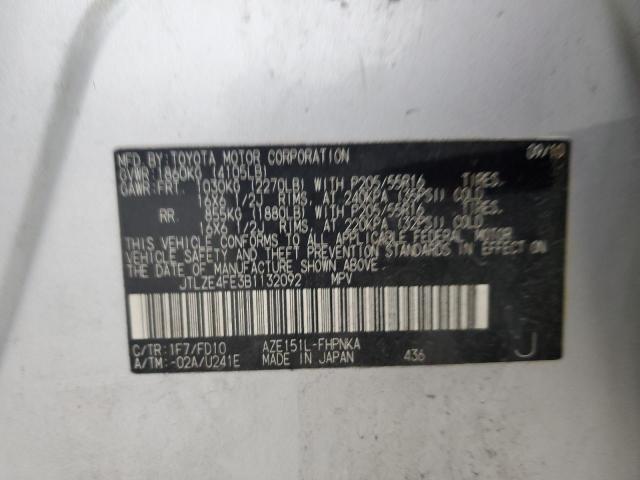 MFD. BY: TOYOTA MOTOR CORPORATION 09/10
GVWR: 1860KG (4105LB)
GAWR: FRT. 1030KG (2270LB) WITH P205/55R16 TIRES,
16X6 1/2J RIMS, AT 240KPA (35PSI) COLD
RR. 855KG (1880LB) WITH P205/55R16 TIRES,
16X6 1/2J RIMS, AT 220KPA (32PSI) COLD
THIS VEHICLE CONFORMS TO ALL APPLICABLE FEDERAL MOTOR
VEHICLE SAFETY AND THEFT PREVENTION STANDARDS IN EFFECT ON
THE DATE OF MANUFACTURE SHOWN ABOVE.
JTLZE4FE3B1132092 MPV
C/TR: 1F7/FD10 AZE151L-FHPNKA
A/TM: -02A/U241E MADE IN JAPAN 436 J